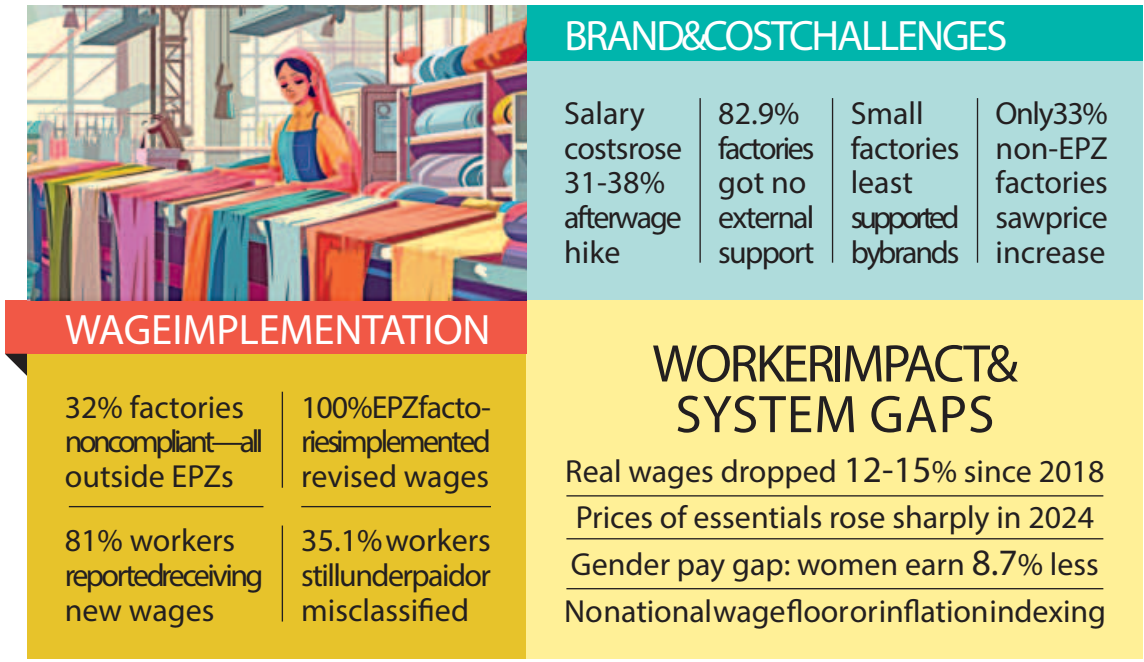 BRAND&COSTCHALLENGES
Salary
costsrose
31-38%
afterwage
hike
82.9%
factories
got no
external
support
Small
factories
least
supported
bybrands
Only33%
non-EPZ
factories
sawprice
increase
WAGEIMPLEMENTATION
32% factories
noncompliant—all
outside EPZs
100%EPZfacto-
riesimplemented
revised wages
81% workers
reportedreceiving
new wages
35.1%workers
stillunderpaidor
misclassified
WORKERIMPACT&
SYSTEM GAPS
Real wages dropped 12-15% since 2018
Prices of essentials rose sharply in 2024
Gender pay gap: women earn 8.7% less
Nonationalwagefloororinflationindexing